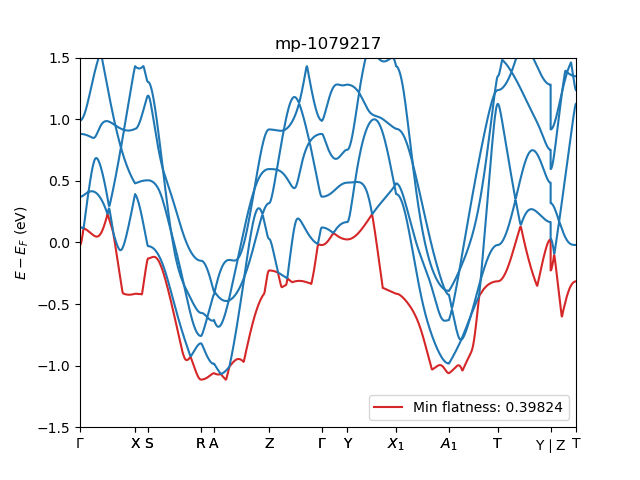 mp-1079217
E − E_F (eV)
1.5
1.0
0.5
0.0
−0.5
−1.0
−1.5
Min flatness: 0.39824
Γ X S R A Z Γ Y X₁ A₁ T Y | Z T